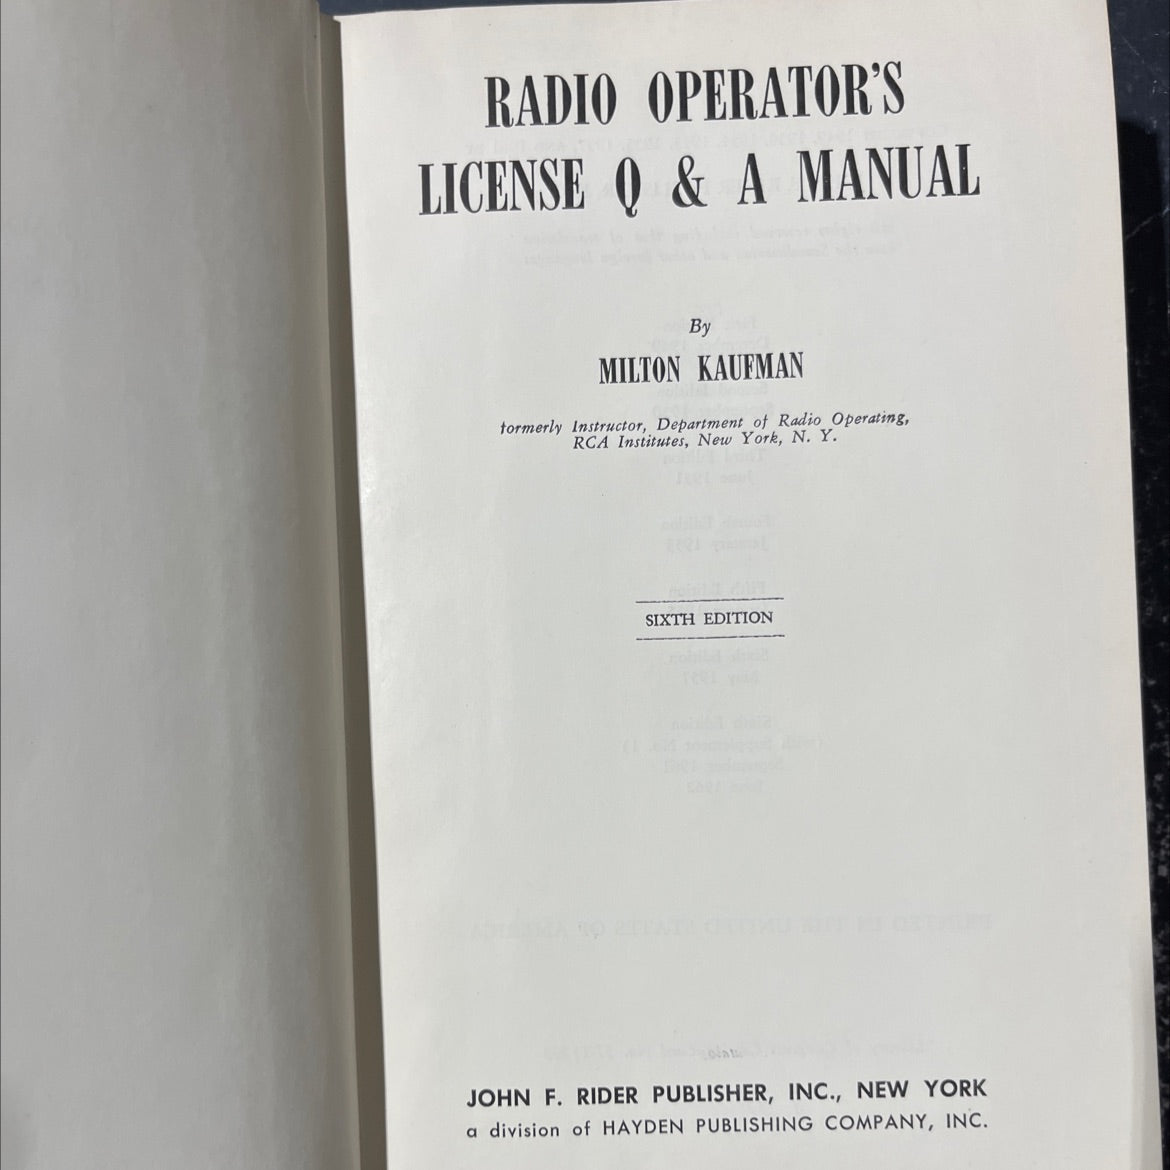 RADIO OPERATOR'S
LICENSE Q & A MANUAL
By
MILTON KAUFMAN
formerly Instructor, Department of Radio Operating,
RCA Institutes, New York, N. Y.
SIXTH EDITION
JOHN F. RIDER PUBLISHER, INC., NEW YORK
a division of HAYDEN PUBLISHING COMPANY, INC.